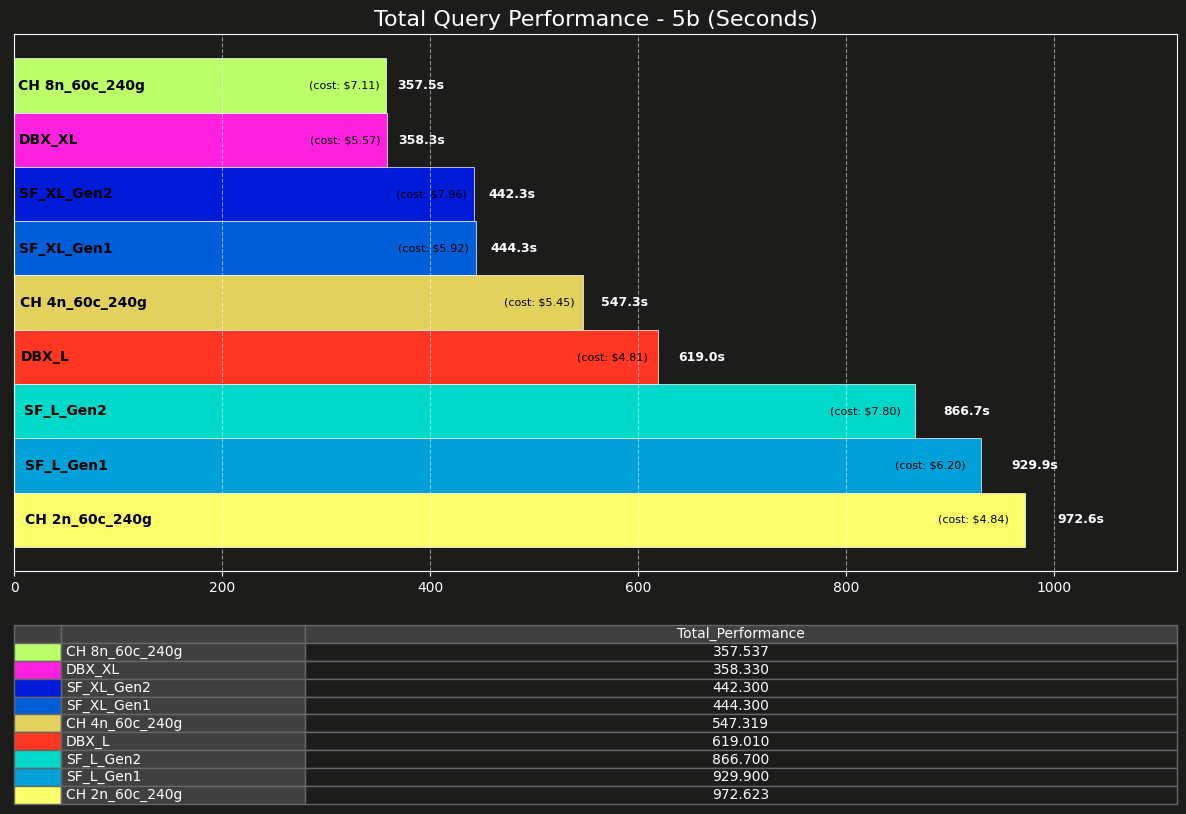 Total Query Performance - 5b (Seconds)
CH 8n_60c_240g (cost: $7.11) 357.5s
DBX_XL (cost: $5.57) 358.3s
SF_XL_Gen2 (cost: $7.96) 442.3s
SF_XL_Gen1 (cost: $5.92) 444.3s
CH 4n_60c_240g (cost: $5.45) 547.3s
DBX_L (cost: $4.81) 619.0s
SF_L_Gen2 (cost: $7.80) 866.7s
SF_L_Gen1 (cost: $6.20) 929.9s
CH 2n_60c_240g (cost: $4.84) 972.6s
0 200 400 600 800 1000
Total_Performance
CH 8n_60c_240g 357.537
DBX_XL 358.330
SF_XL_Gen2 442.300
SF_XL_Gen1 444.300
CH 4n_60c_240g 547.319
DBX_L 619.010
SF_L_Gen2 866.700
SF_L_Gen1 929.900
CH 2n_60c_240g 972.623